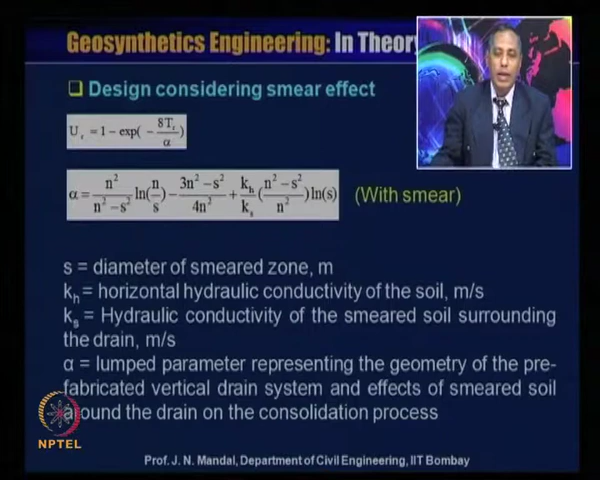 Geosynthetics Engineering: In Theory
Design considering smear effect
U_r = 1 − exp( − 8T_r / α )
α = n² / (n² − s²) ln(n/s) − (3n² − s²) / 4n² + k_h/k_s ( (n² − s²) / n² ) ln(s) (With smear)
s = diameter of smeared zone, m
k_h = horizontal hydraulic conductivity of the soil, m/s
k_s = Hydraulic conductivity of the smeared soil surrounding
the drain, m/s
α = lumped parameter representing the geometry of the pre-
fabricated vertical drain system and effects of smeared soil
around the drain on the consolidation process
NPTEL
Prof. J. N. Mandal, Department of Civil Engineering, IIT Bombay